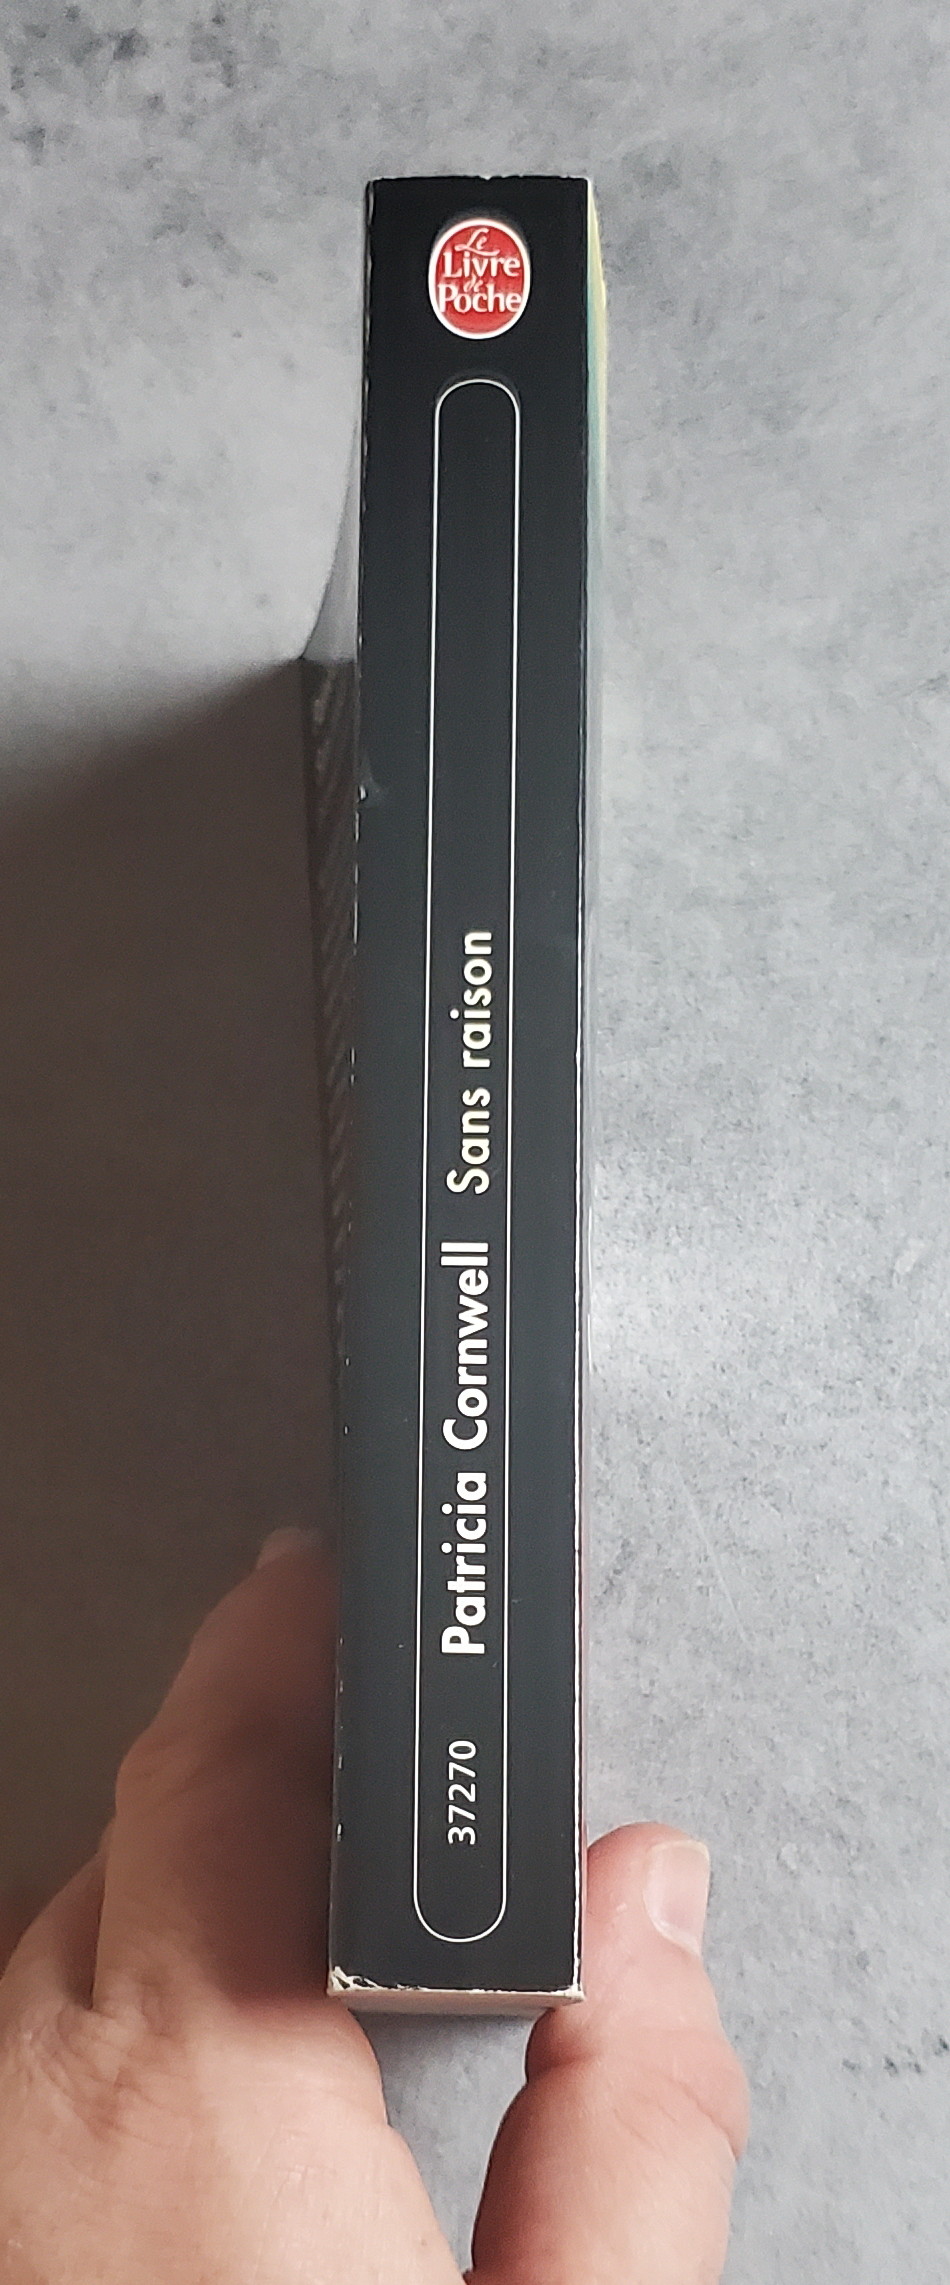 Le
Livre
de
Poche
37270 Patricia Cornwell Sans raison